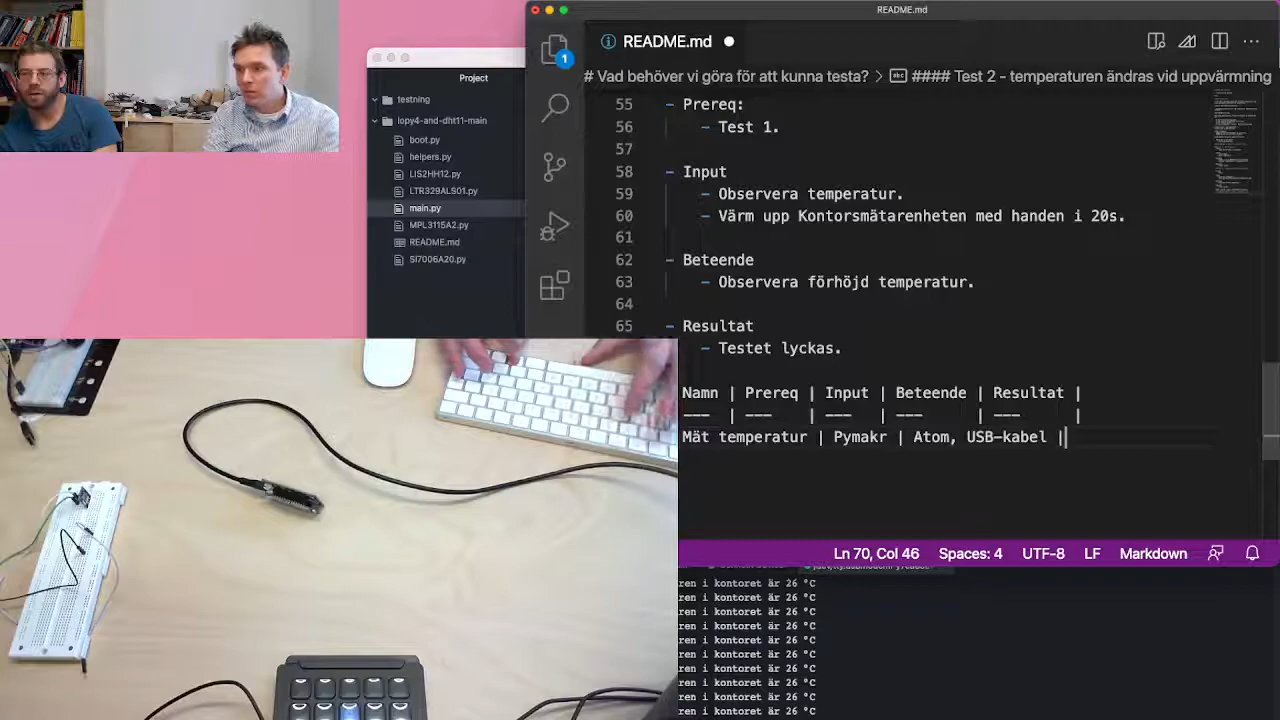 README.md
README.md
1
# Vad behöver vi göra för att kunna testa? > abc #### Test 2 - temperaturen ändras vid uppvärmning
Project
testning
lopy4-and-dht11-main
boot.py
helpers.py
LIS2HH12.py
LTR329ALS01.py
main.py
MPL3115A2.py
README.md
SI7006A20.py
55 - Prereq:
56 - Test 1.
57
58 - Input
59 - Observera temperatur.
60 - Värm upp Kontorsmätarenheten med handen i 20s.
61
62 - Beteende
63 - Observera förhöjd temperatur.
64
65 - Resultat
- Testet lyckas.
Namn | Prereq | Input | Beteende | Resultat |
--- | --- | --- | --- | --- |
Mät temperatur | Pymakr | Atom, USB-kabel |
Ln 70, Col 46 Spaces: 4 UTF-8 LF Markdown
ren i kontoret är 26 °C
ren i kontoret är 26 °C
ren i kontoret är 26 °C
ren i kontoret är 26 °C
ren i kontoret är 26 °C
ren i kontoret är 26 °C
ren i kontoret är 26 °C
ren i kontoret är 26 °C
ren i kontoret är 26 °C
ren i kontoret är 26 °C